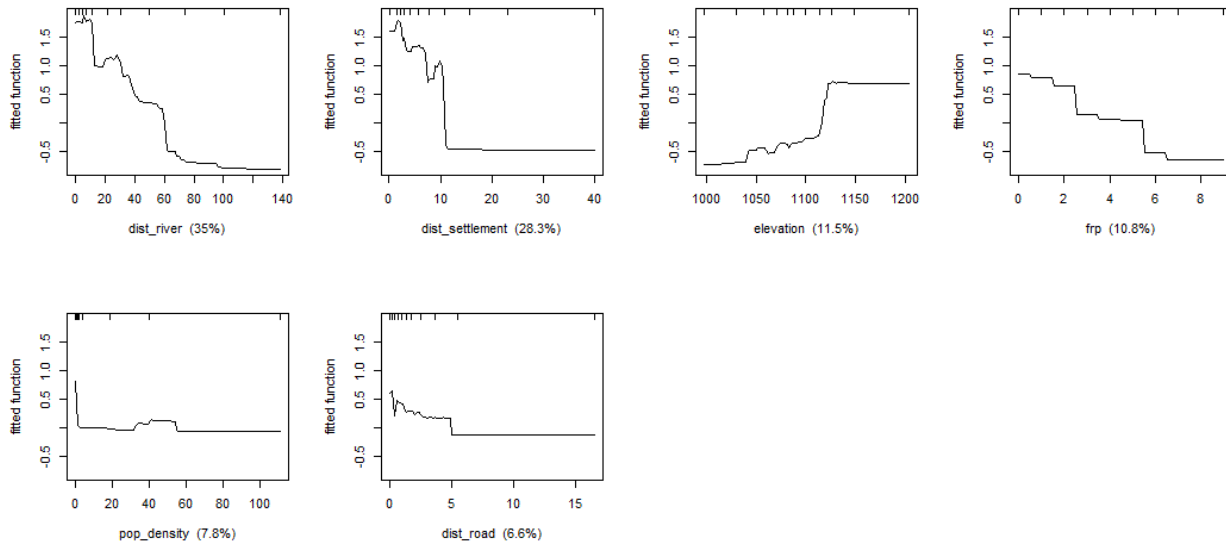 fitted function
-0.5 0.5 1.0 1.5
0 20 40 60 80 100 140
dist_river (35%)
fitted function
-0.5 0.5 1.0 1.5
0 10 20 30 40
dist_settlement (28.3%)
fitted function
-0.5 0.5 1.0 1.5
1000 1050 1100 1150 1200
elevation (11.5%)
fitted function
-0.5 0.5 1.0 1.5
0 2 4 6 8
frp (10.8%)
fitted function
-0.5 0.5 1.0 1.5
0 20 40 60 80 100
pop_density (7.8%)
fitted function
-0.5 0.5 1.0 1.5
0 5 10 15
dist_road (6.6%)